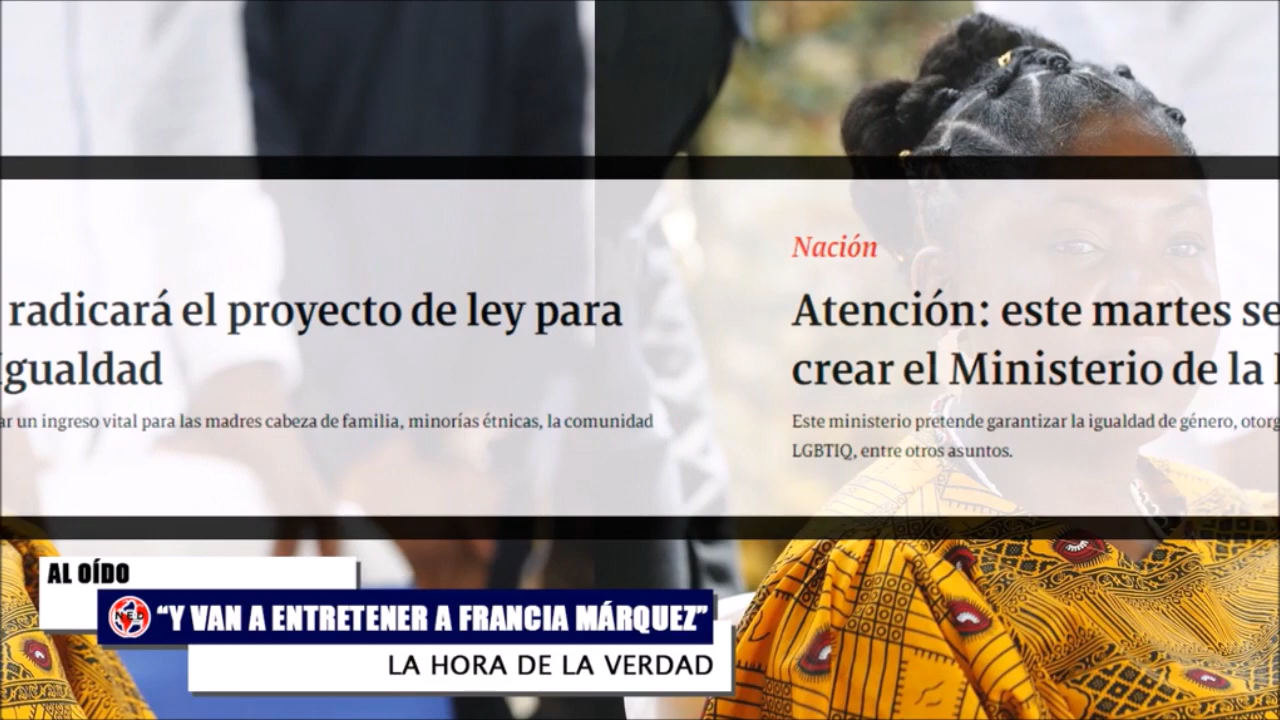 radicará el proyecto de ley para
Igualdad
ar un ingreso vital para las madres cabeza de familia, minorías étnicas, la comunidad
Nación
Atención: este martes se
crear el Ministerio de la
Este ministerio pretende garantizar la igualdad de género, otorg
LGBTIQ, entre otros asuntos.
AL OÍDO
“Y VAN A ENTRETENER A FRANCIA MÁRQUEZ”
LA HORA DE LA VERDAD